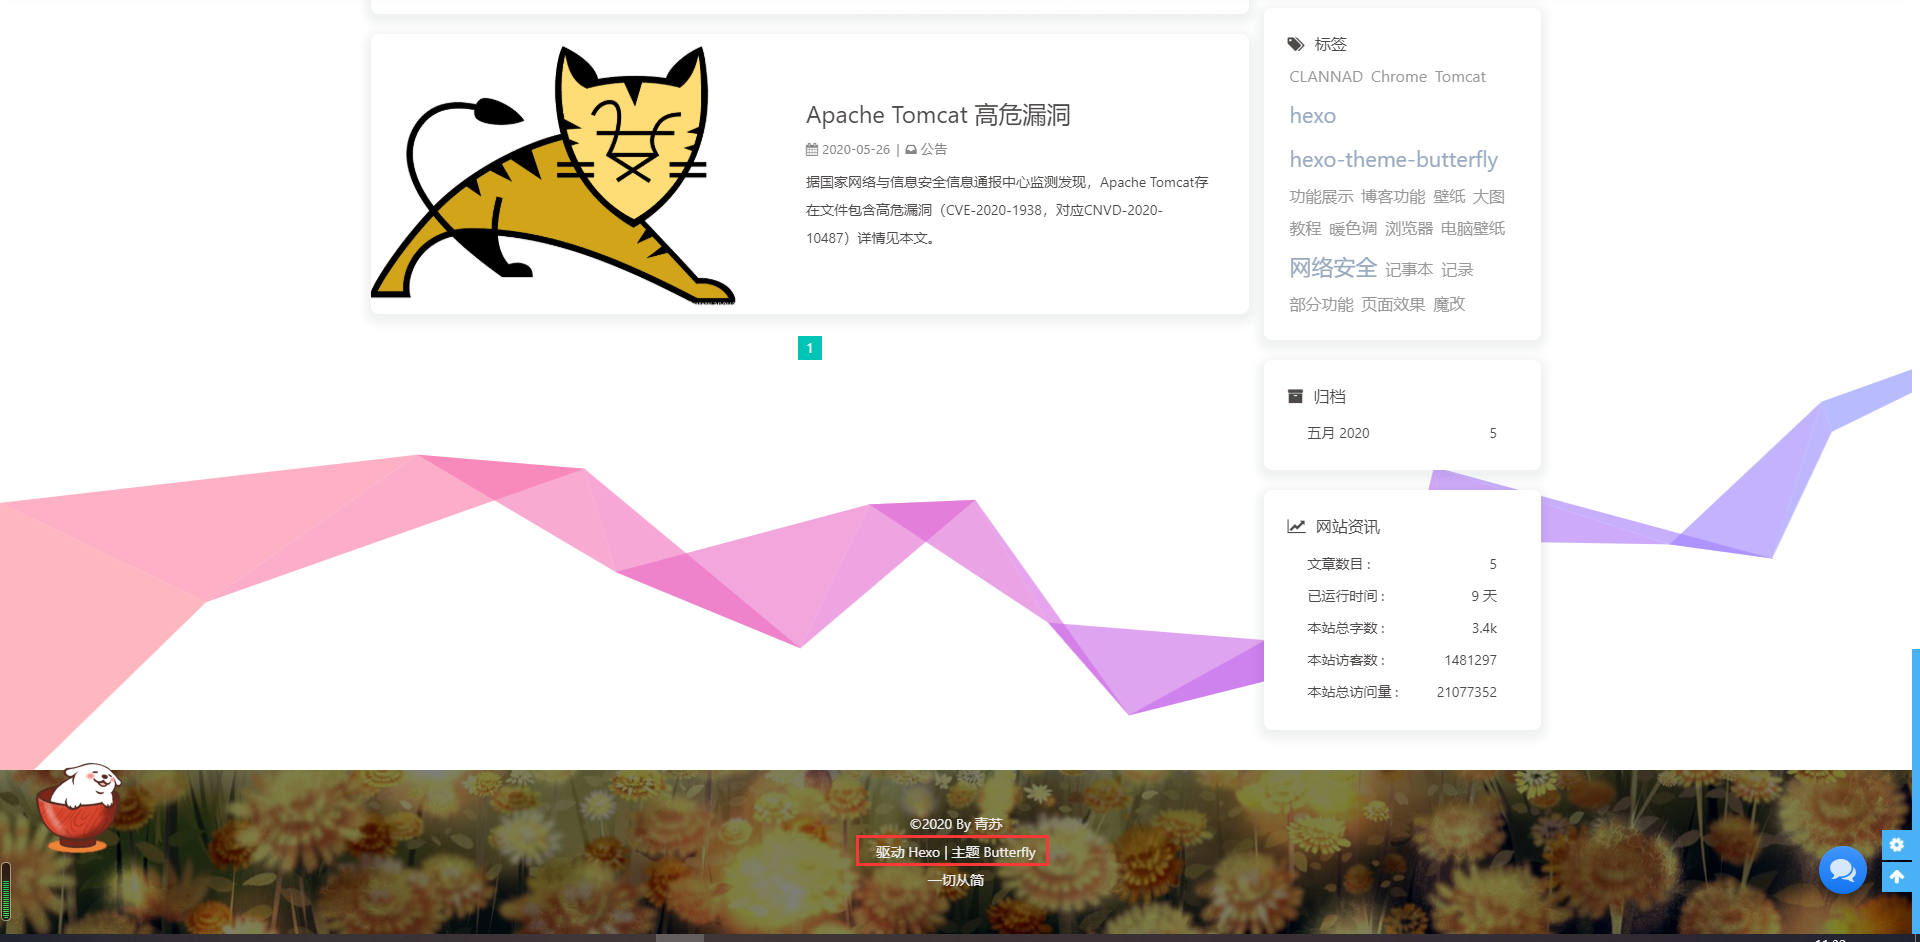 Apache Tomcat 高危漏洞
2020-05-26 | 公告
据国家网络与信息安全信息通报中心监测发现，Apache Tomcat存
在文件包含高危漏洞（CVE-2020-1938，对应CNVD-2020-
10487）详情见本文。
1
标签
CLANNAD Chrome Tomcat
hexo
hexo-theme-butterfly
功能展示 博客功能 壁纸 大图
教程 暖色调 浏览器 电脑壁纸
网络安全 记事本 记录
部分功能 页面效果 魔改
归档
五月 2020 5
网站资讯
文章数目 : 5
已运行时间 : 9 天
本站总字数 : 3.4k
本站访客数 : 1481297
本站总访问量 : 21077352
©2020 By 青苏
驱动 Hexo | 主题 Butterfly
一切从简